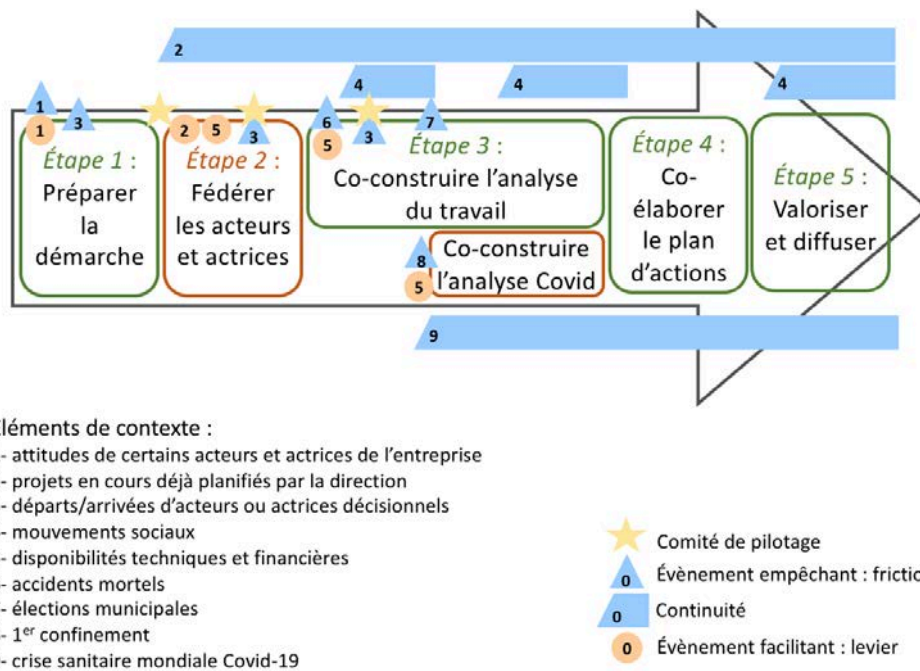 2
4
4
4
1
3
6
7
1
2
5
3
5
3
Étape 1 :
Préparer
la
démarche
Étape 2 :
Fédérer
les acteurs
et actrices
Étape 3 :
Co-construire l'analyse
du travail
8
5
Co-construire
l'analyse Covid
Étape 4 :
Co-
élaborer
le plan
d'actions
Étape 5 :
Valoriser
et diffuser
9
léments de contexte :
- attitudes de certains acteurs et actrices de l'entreprise
- projets en cours déjà planifiés par la direction
- départs/arrivées d'acteurs ou actrices décisionnels
- mouvements sociaux
- disponibilités techniques et financières
- accidents mortels
- élections municipales
- 1er confinement
- crise sanitaire mondiale Covid-19
Comité de pilotage
0 Évènement empêchant : frictio
0 Continuité
0 Évènement facilitant : levier